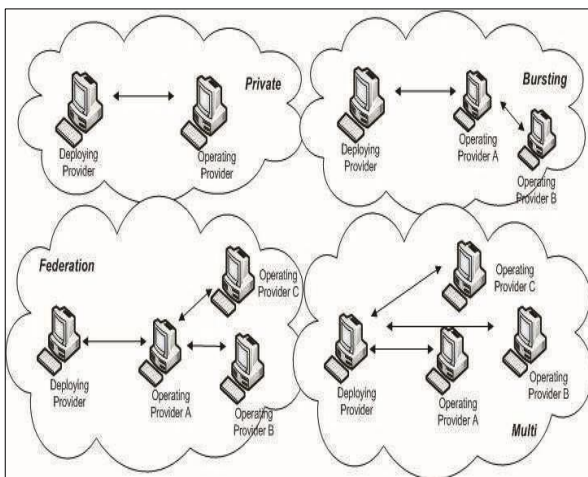 Private
Deploying
Provider
Operating
Provider
Bursting
Deploying
Provider
Operating
Provider A
Operating
Provider B
Federation
Deploying
Provider
Operating
Provider A
Operating
Provider C
Operating
Provider B
Deploying
Provider
Operating
Provider C
Operating
Provider A
Operating
Provider B
Multi